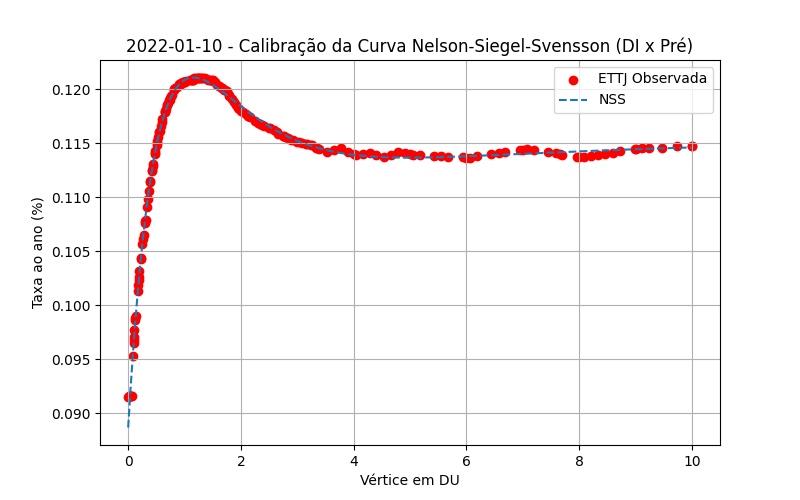 2022-01-10 - Calibração da Curva Nelson-Siegel-Svensson (DI x Pré)
ETTJ Observada
NSS
Taxa ao ano (%)
0.120
0.115
0.110
0.105
0.100
0.095
0.090
0 2 4 6 8 10
Vértice em DU